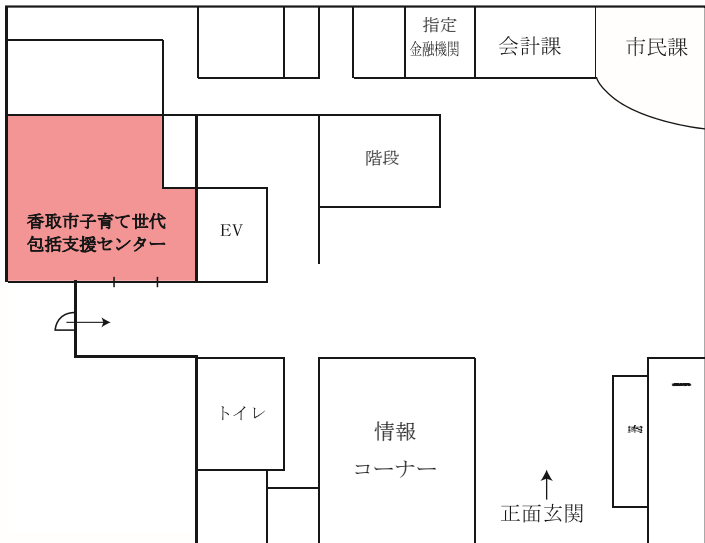 指定
金融機関
会計課
市民課
階段
香取市子育て世代
包括支援センター
EV
トイレ
情報
コーナー
正面玄関